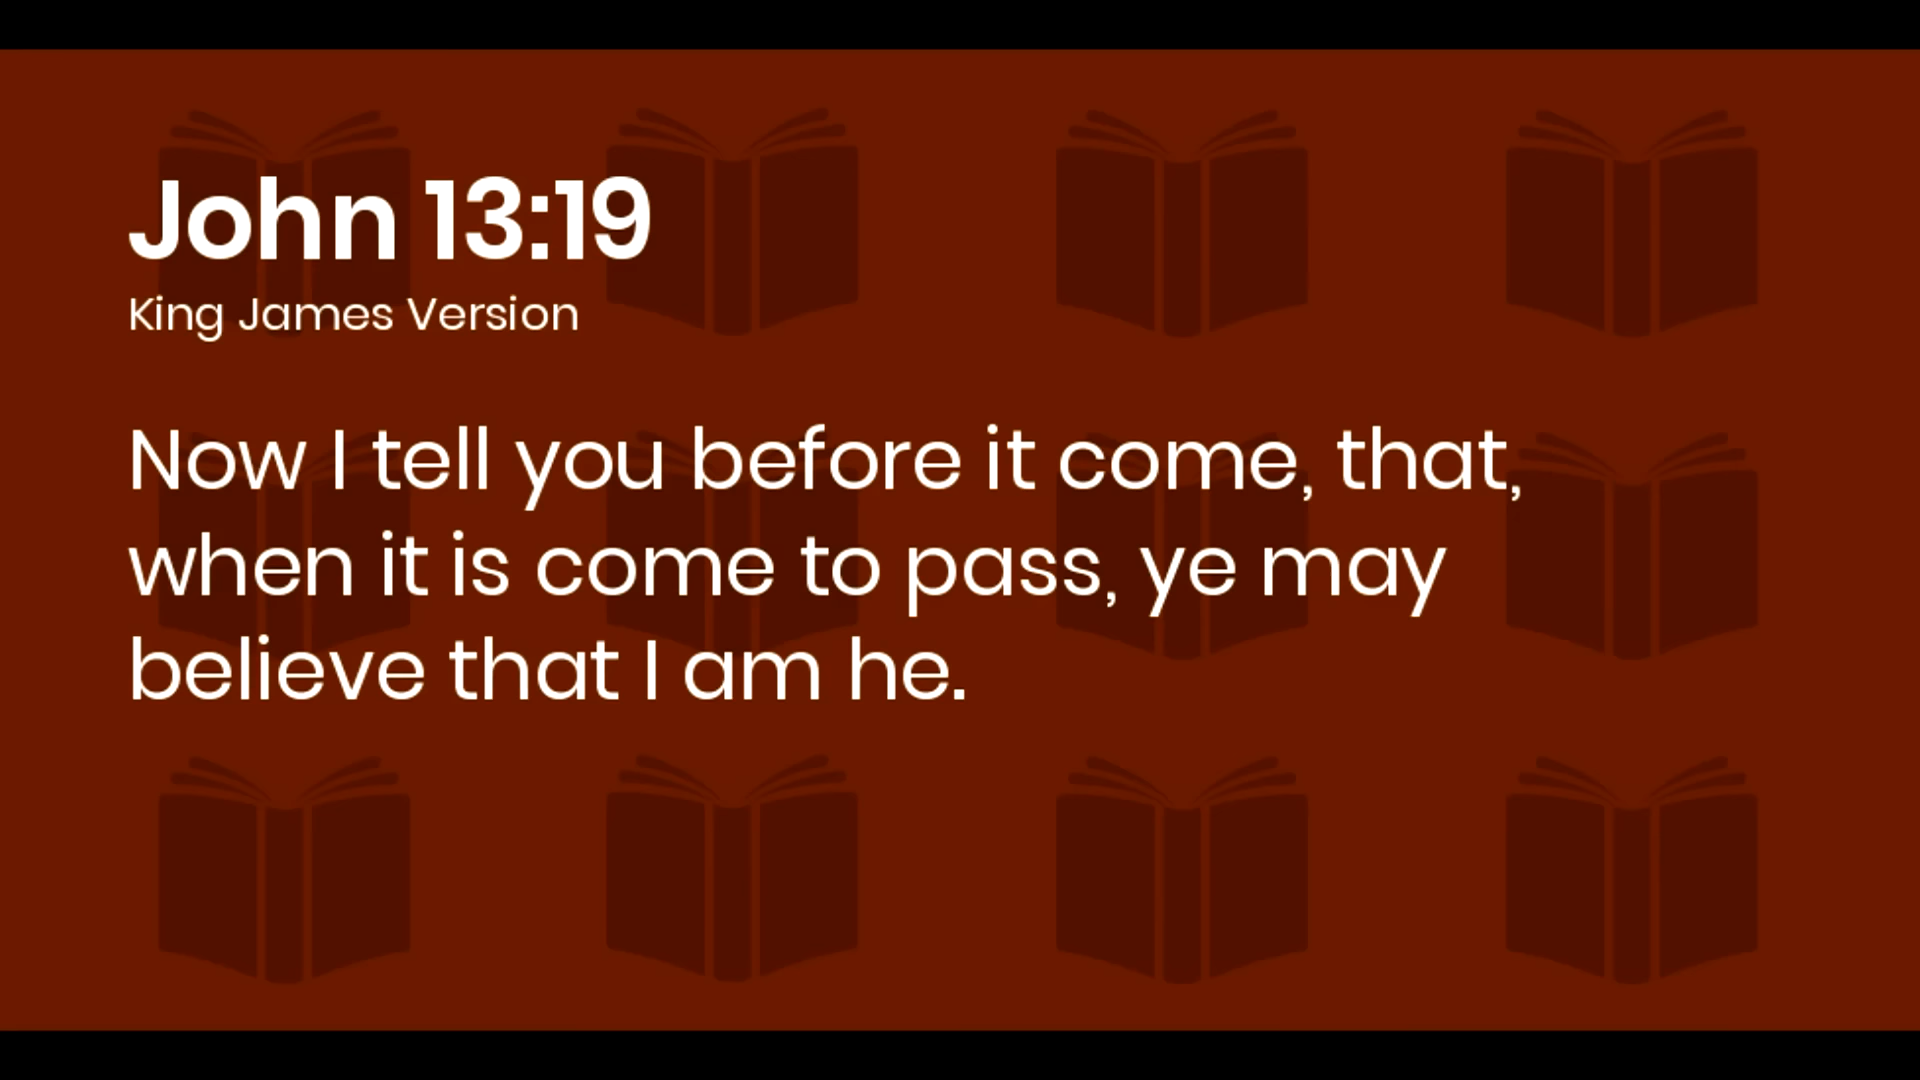 John 13:19
King James Version
Now I tell you before it come, that,
when it is come to pass, ye may
believe that I am he.